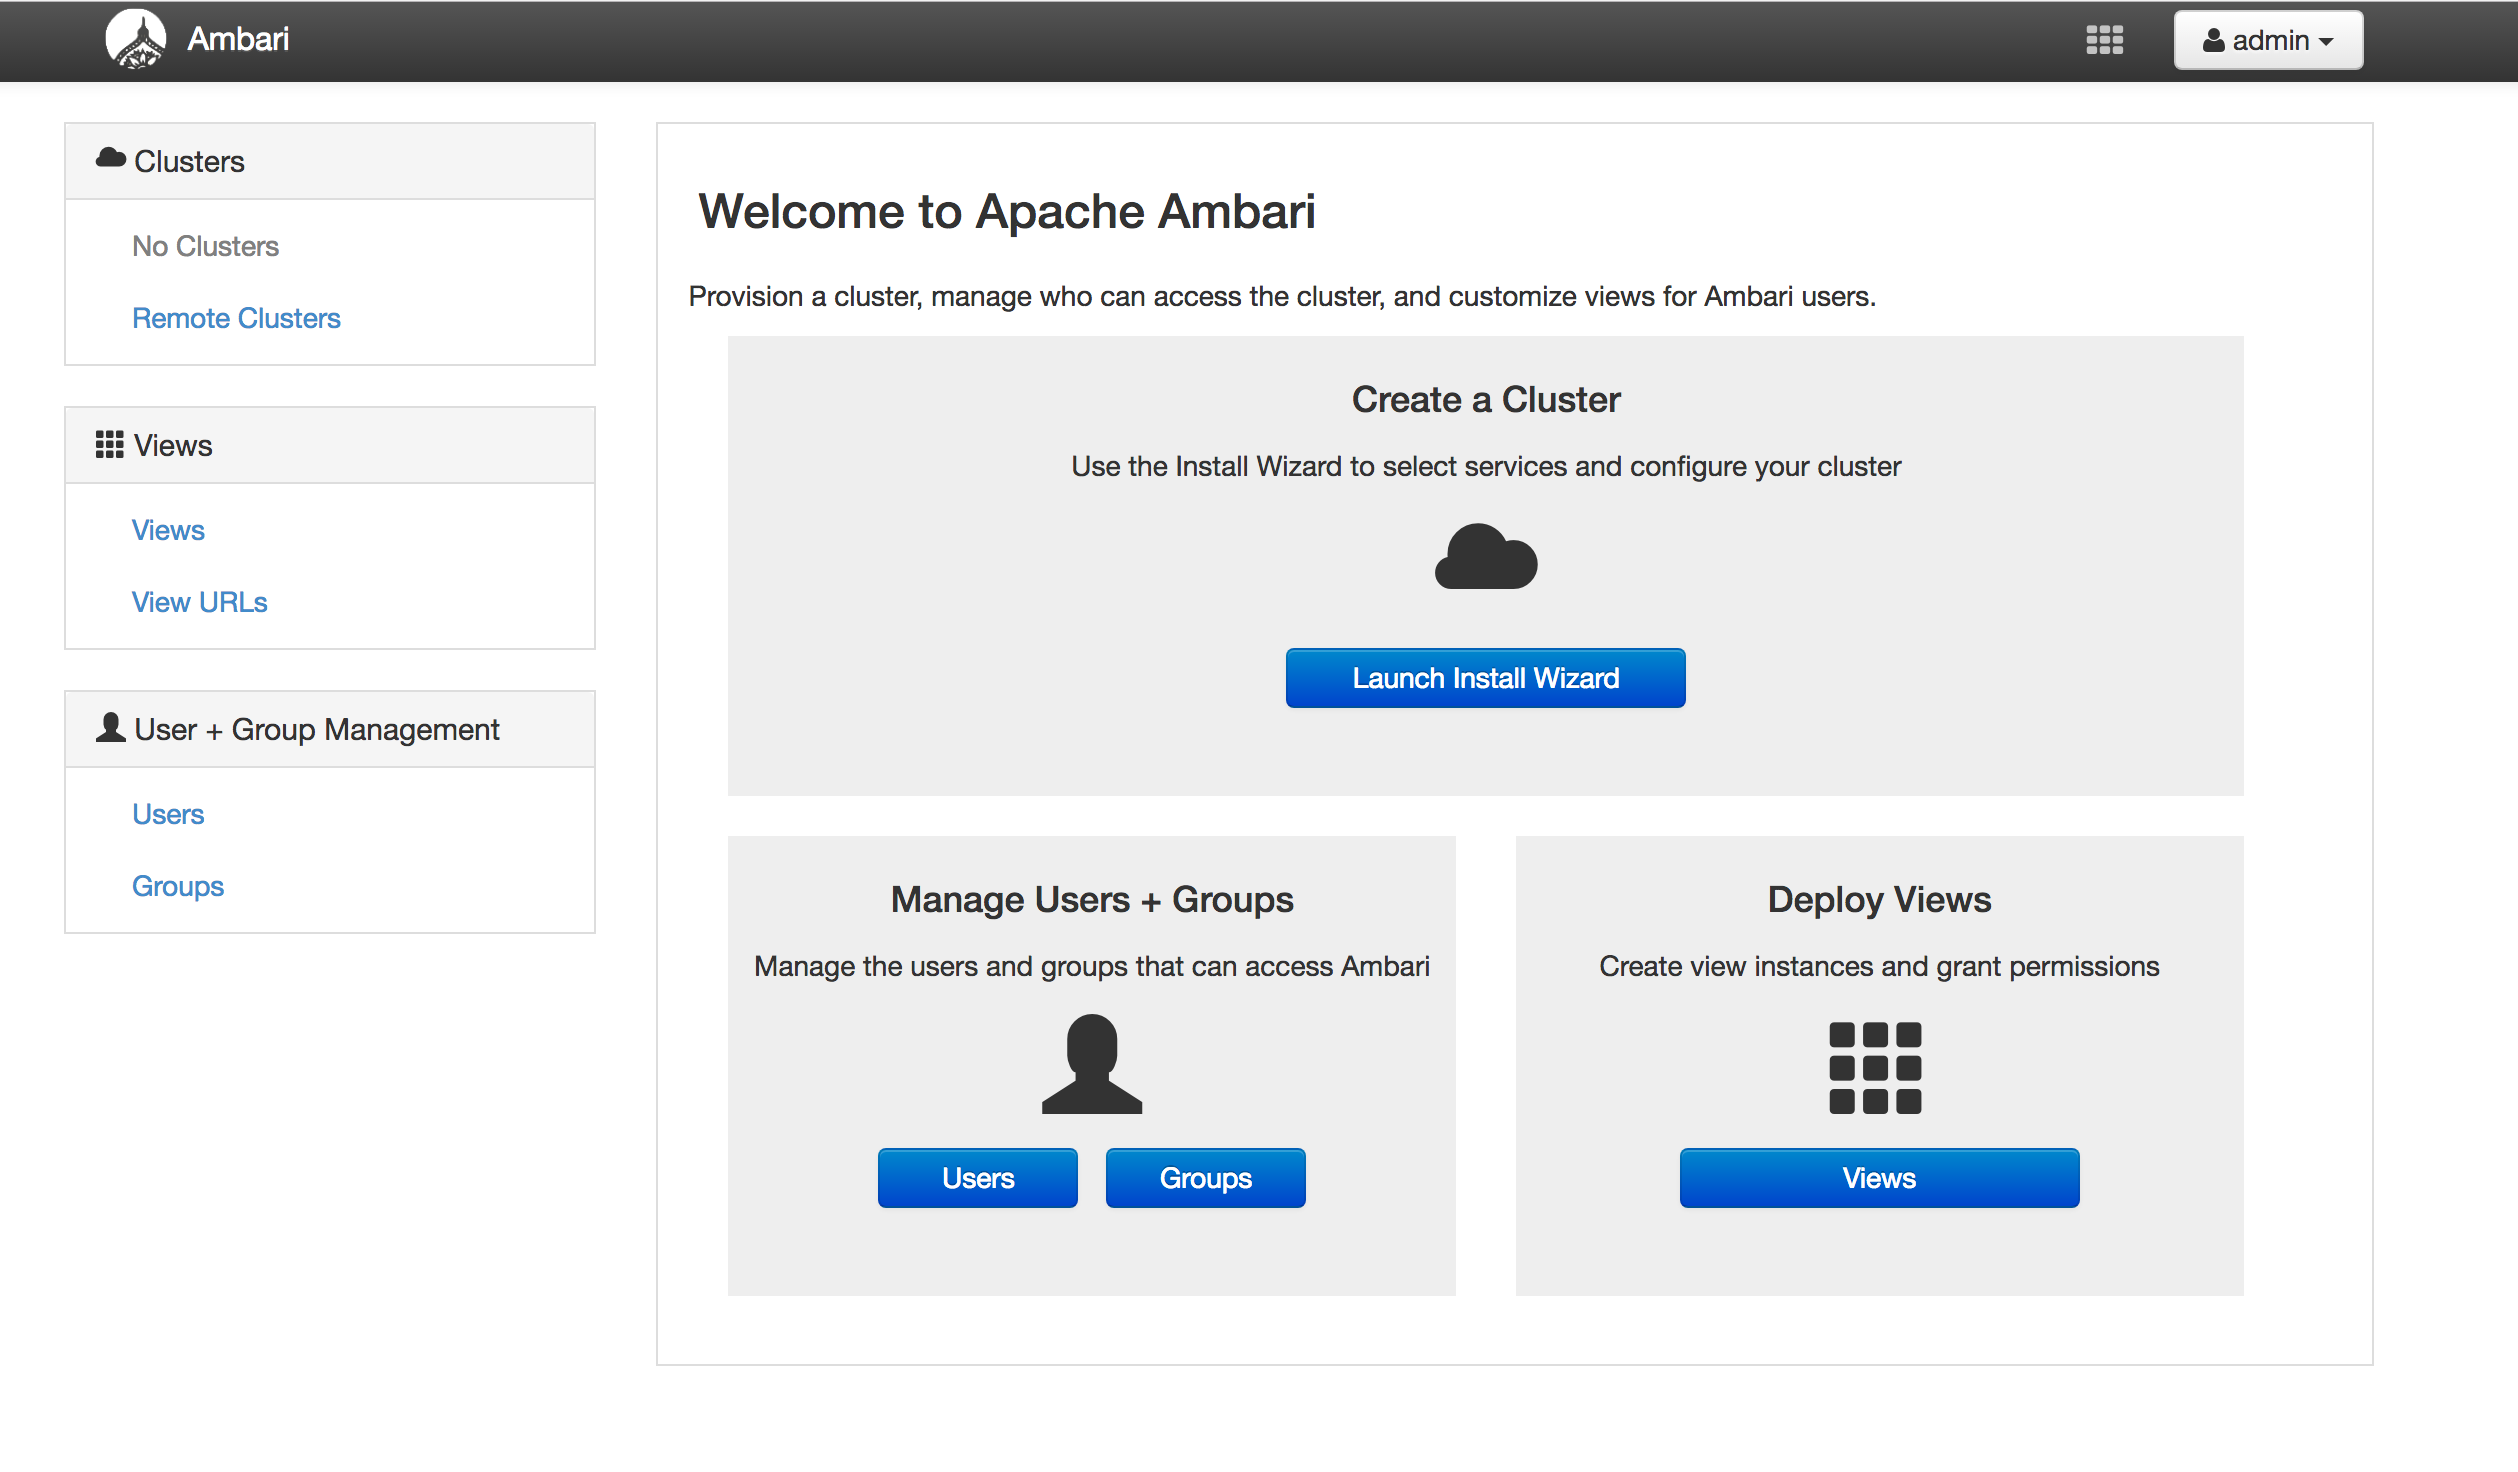 Ambari
admin
Clusters
No Clusters
Remote Clusters
Views
Views
View URLs
User + Group Management
Users
Groups
Welcome to Apache Ambari
Provision a cluster, manage who can access the cluster, and customize views for Ambari users.
Create a Cluster
Use the Install Wizard to select services and configure your cluster
Launch Install Wizard
Manage Users + Groups
Manage the users and groups that can access Ambari
Users
Groups
Deploy Views
Create view instances and grant permissions
Views